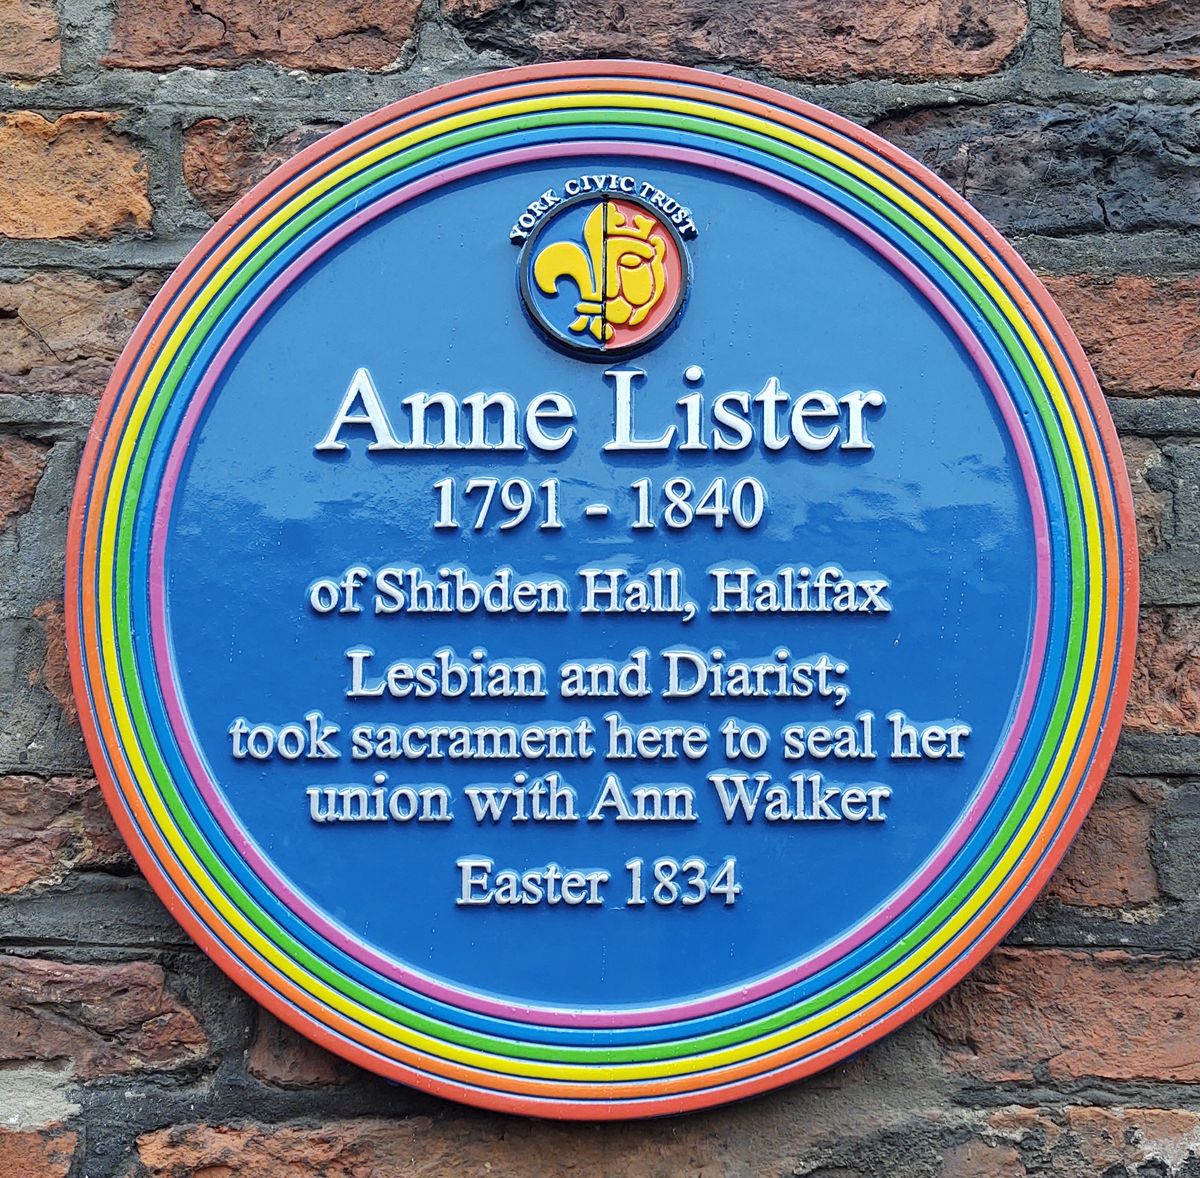 YORK CIVIC TRUST
Anne Lister
1791 - 1840
of Shibden Hall, Halifax
Lesbian and Diarist;
took sacrament here to seal her
union with Ann Walker
Easter 1834